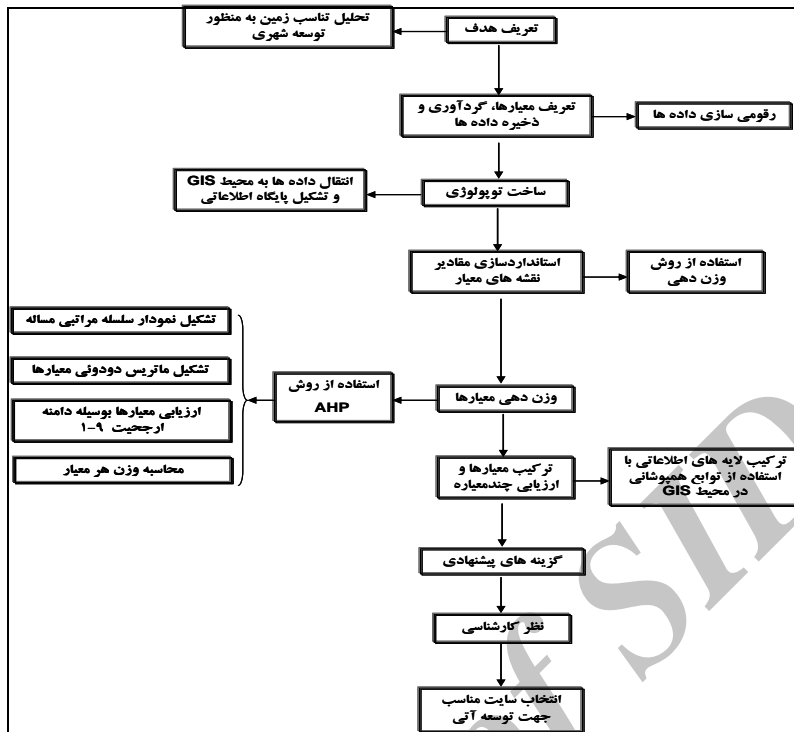 تعریف هدف
تحلیل تناسب زمین به منظور
توسعه شهری
تعریف معیارها، گردآوری و
ذخیره داده ها
رقومی سازی داده ها
ساخت توپولوژی
انتقال داده ها به محیط GIS
و تشکیل پایگاه اطلاعاتی
استانداردسازی مقادیر
نقشه های معیار
استفاده از روش
وزن دهی
وزن دهی معیارها
استفاده از روش
AHP
تشکیل نمودار سلسله مراتبی مساله
تشکیل ماتریس دودوئی معیارها
ارزیابی معیارها بوسیله دامنه
ارجحیت ۹-۱
محاسبه وزن هر معیار
ترکیب معیارها و
ارزیابی چندمعیاره
ترکیب لایه های اطلاعاتی با
استفاده از توابع همپوشانی
در محیط GIS
گزینه های پیشنهادی
نظر کارشناسی
انتخاب سایت مناسب
جهت توسعه آتی
of SID